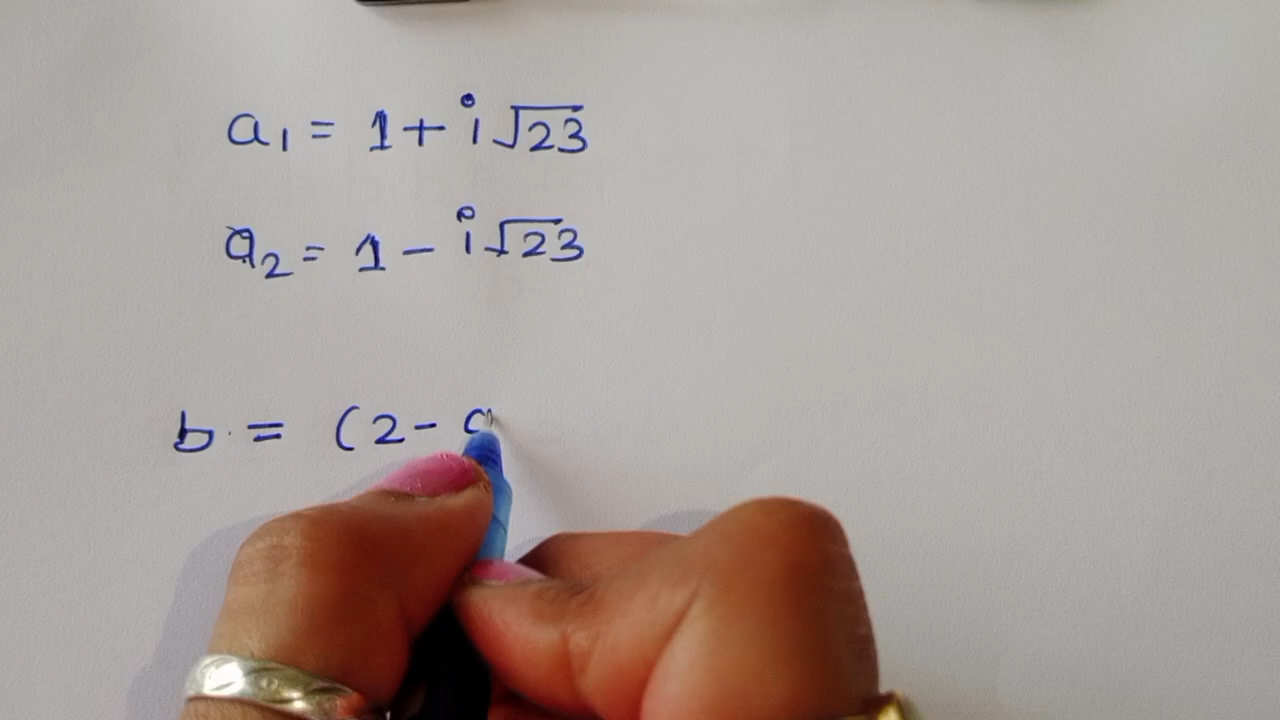 a₁ = 1 + i√23
a₂ = 1 - i√23
b = (2 -